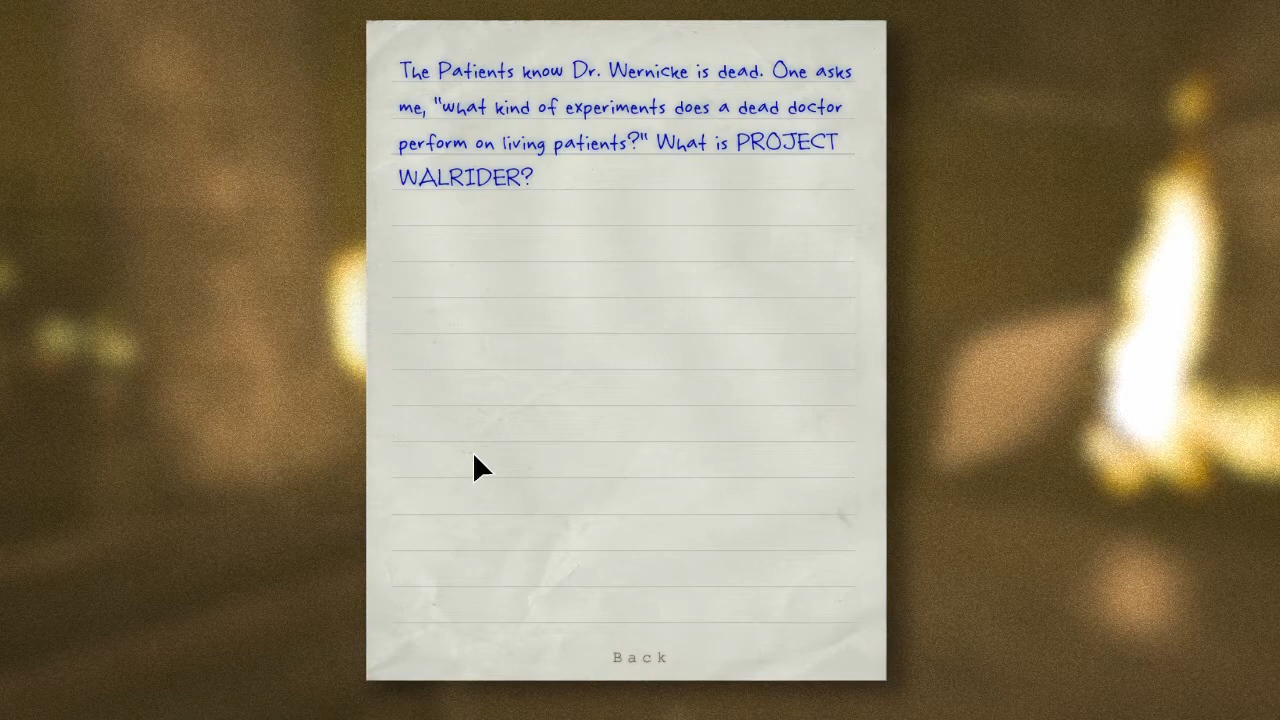 The Patients know Dr. Wernicke is dead. One asks
me, "what kind of experiments does a dead doctor
perform on living patients?" What is PROJECT
WALRIDER?
Back